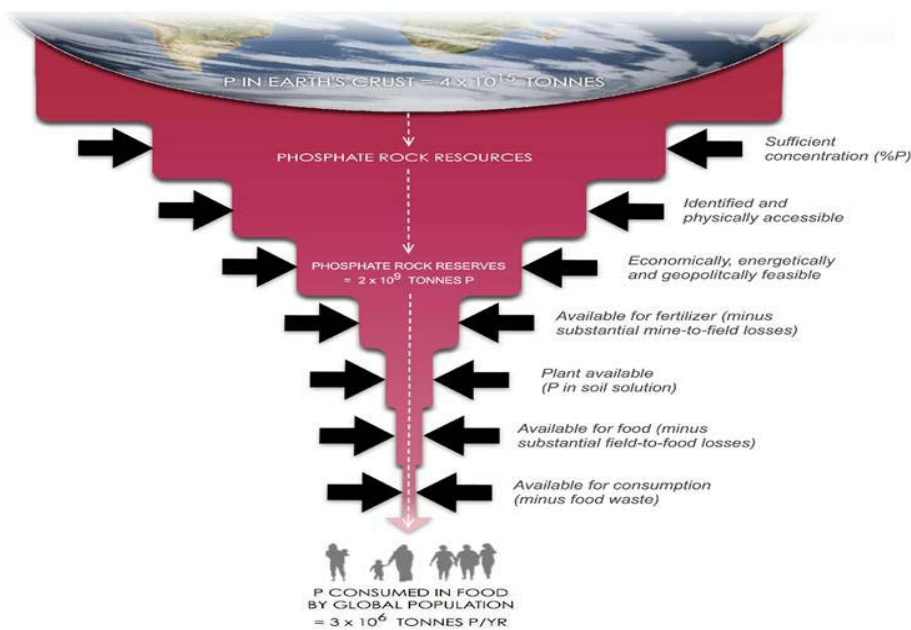 P IN EARTH'S CRUST = 4 x 10¹⁵ TONNES
Sufficient
concentration (%P)
PHOSPHATE ROCK RESOURCES
Identified and
physically accessible
Economically, energetically
and geopolitcally feasible
PHOSPHATE ROCK RESERVES
= 2 x 10⁹ TONNES P
Available for fertilizer (minus
substantial mine-to-field losses)
Plant available
(P in soil solution)
Available for food (minus
substantial field-to-food losses)
Available for consumption
(minus food waste)
P CONSUMED IN FOOD
BY GLOBAL POPULATION
= 3 x 10⁶ TONNES P/YR